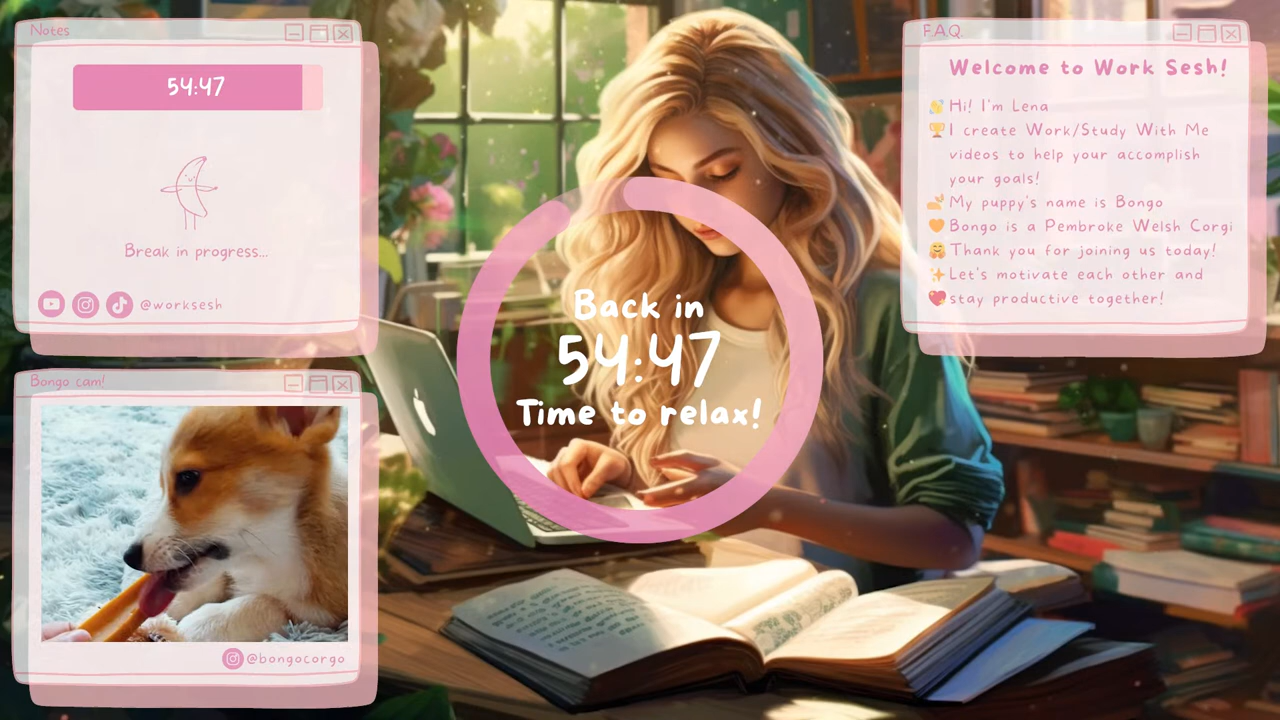 Notes
54:47
Break in progress...
@worksesh
Bongo cam!
@bongocorgo
Back in
54:47
Time to relax!
F.A.Q.
Welcome to Work Sesh!
👋 Hi! I'm Lena
🏆 I create Work/Study With Me
videos to help your accomplish
your goals!
My puppy's name is Bongo
🧡 Bongo is a Pembroke Welsh Corgi
🤗 Thank you for joining us today!
✨ Let's motivate each other and
💖 stay productive together!